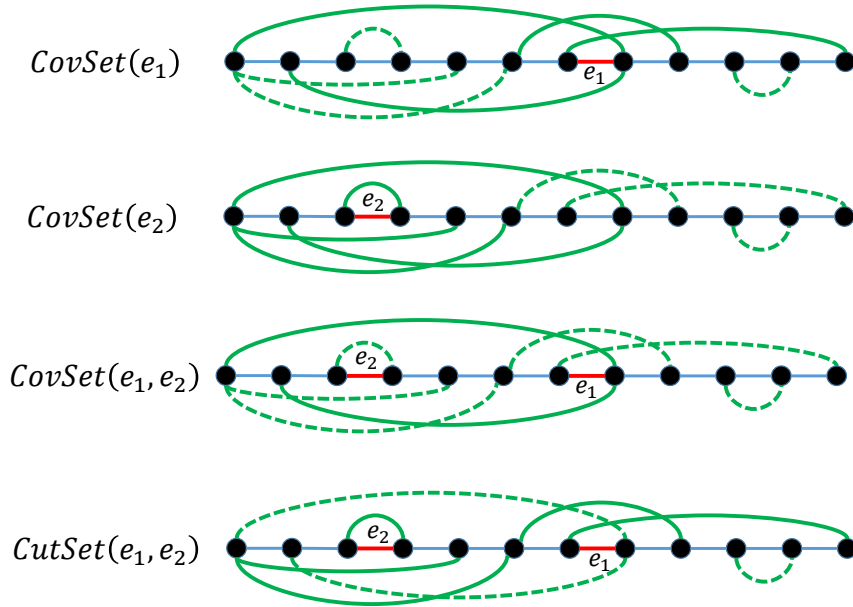 CovSet(e₁)
e₁
CovSet(e₂)
e₂
CovSet(e₁, e₂)
e₂
e₁
CutSet(e₁, e₂)
e₂
e₁